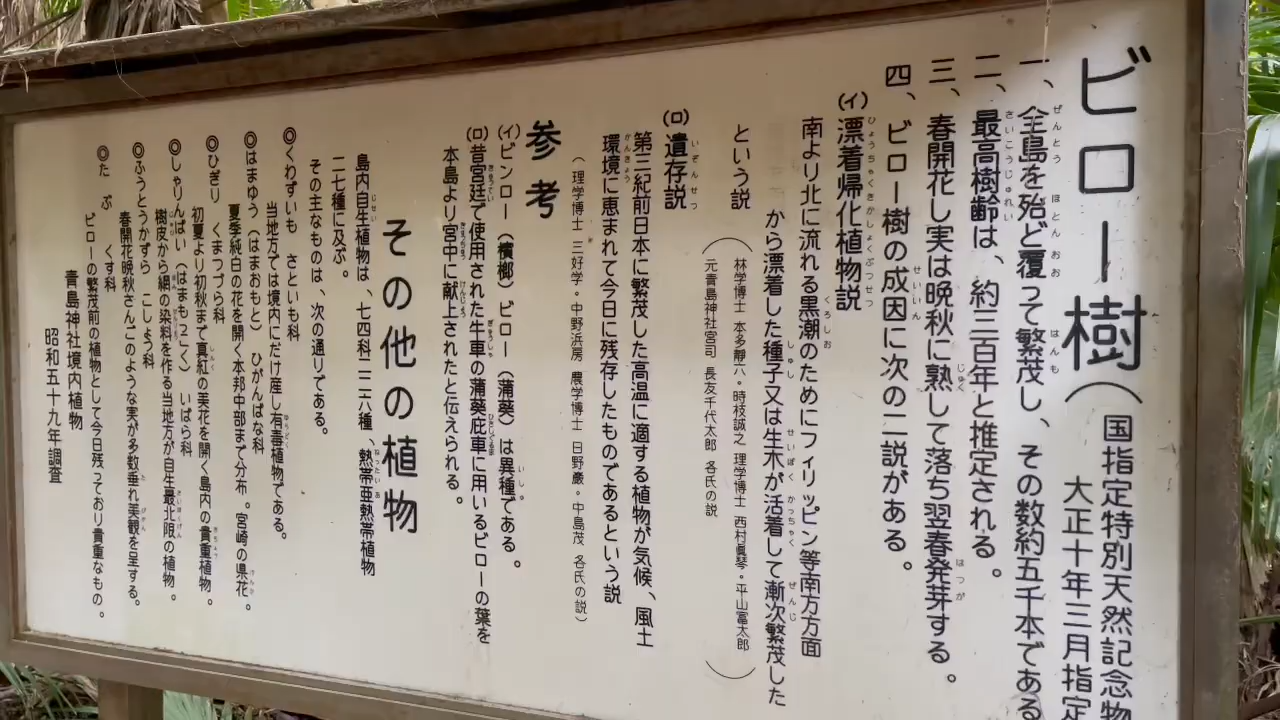 ビロー樹(国指定特別天然記念物
大正十年三月指定
一、全島を殆ど覆って繁茂し、その数約五千本である
二、最高樹齢は、約三百年と推定される。
三、春開花し実は晩秋に熟して落ち翌春発芽する。
四、ビロー樹の成因に次の二説がある。
(イ)漂着帰化植物説
南より北に流れる黒潮のためにフィリッピン等南方方面
から漂着した種子又は生木が活着して漸次繁茂した
という説
(林学博士 本多靜六・時枝誠之 理学博士 西村眞琴・平山富太郎
元青島神社宮司 長友千代太郎 各氏の説)
(ロ)遺存説
第三紀前日本に繁茂した高温に適する植物が気候、風土
環境に恵まれて今日に残存したものであるという説
(理学博士 三好学・中野浜房 農学博士 日野巖・中島茂 各氏の説)
参考
(イ)ビンロー(檳榔)ビロー(蒲葵)は異種である。
(ロ)昔宮廷で使用された牛車の蒲葵庇車に用いるビローの葉を
本島より宮中に献上されたと伝えられる。
その他の植物
島内自生植物は、七四科二二六種、熱帯亜熱帯植物
二七種に及ぶ。
その主なものは、次の通りである。
◎くわずいも さといも科
当地方では境内にだけ産し有毒植物である。
◎はまゆう(はまおもと) ひがんばな科
夏季純白の花を開く本邦中部まで分布。宮崎の県花。
◎ひぎり くまつづら科
初夏より初秋まで真紅の美花を開く島内の貴重植物。
◎しゃりんばい(はまもこく) いばら科
樹皮から絹の染料を作る当地方が自生最北限の植物。
◎ふうとうかずら こしょう科
春開花晩秋さんごのような実が多数垂れ美観を呈する。
◎たぶ くす科
ビローの繁茂前の植物として今日残っており貴重なもの。
青島神社境内植物
昭和五十九年調査